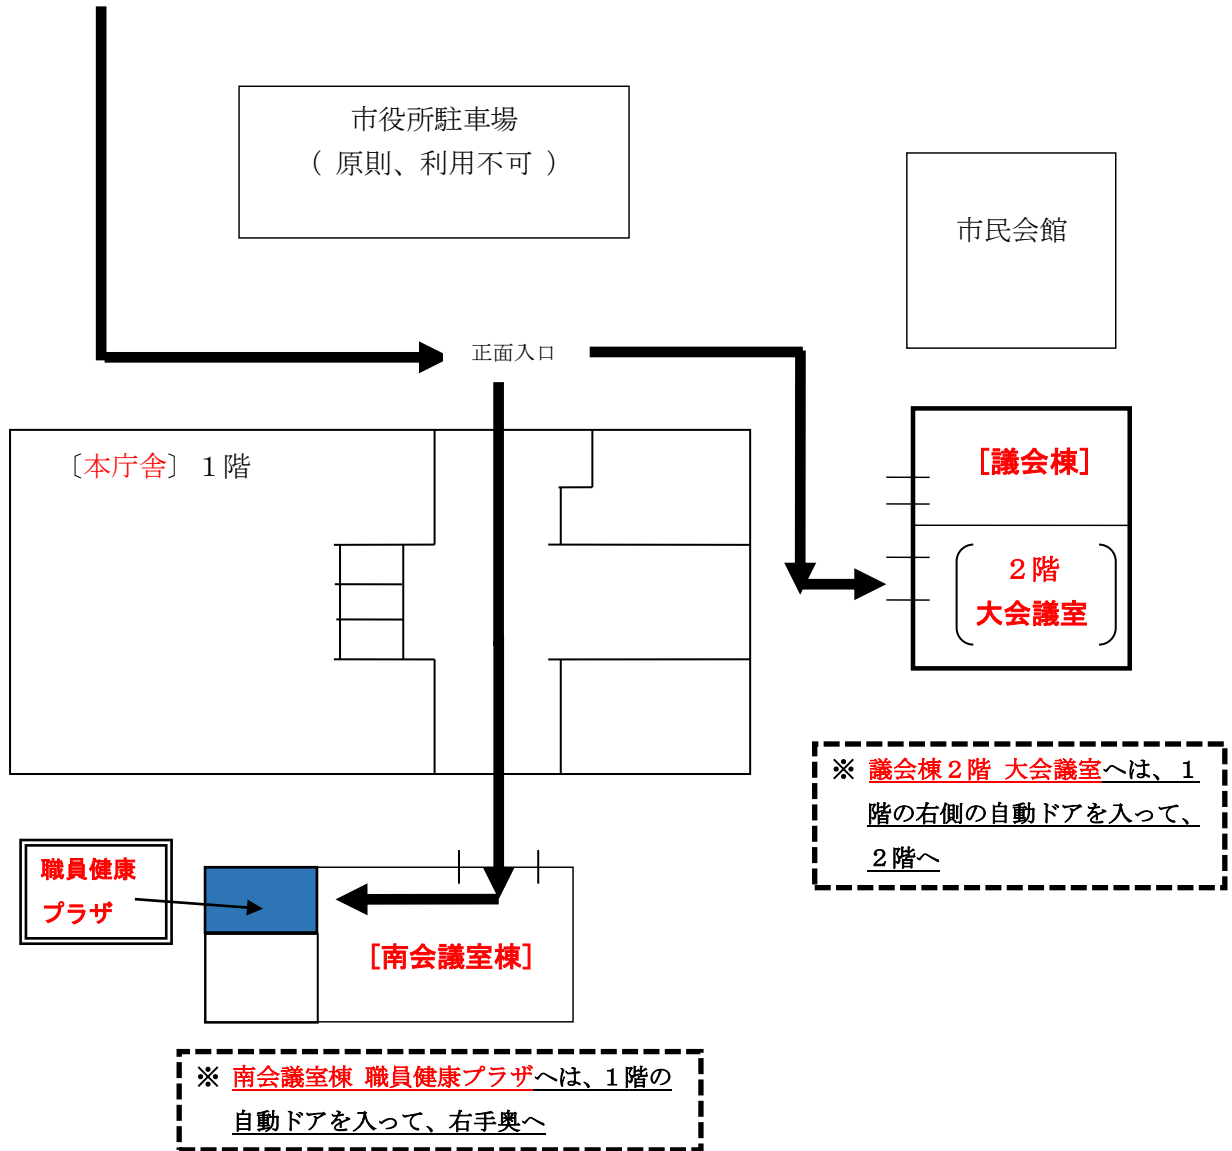 市役所駐車場
（ 原則、利用不可 ）
市民会館
正面入口
〔本庁舎〕１階
[議会棟]
２階
大会議室
※ 議会棟２階 大会議室へは、１
階の右側の自動ドアを入って、
２階へ
職員健康
プラザ
[南会議室棟]
※ 南会議室棟 職員健康プラザへは、１階の
自動ドアを入って、右手奥へ